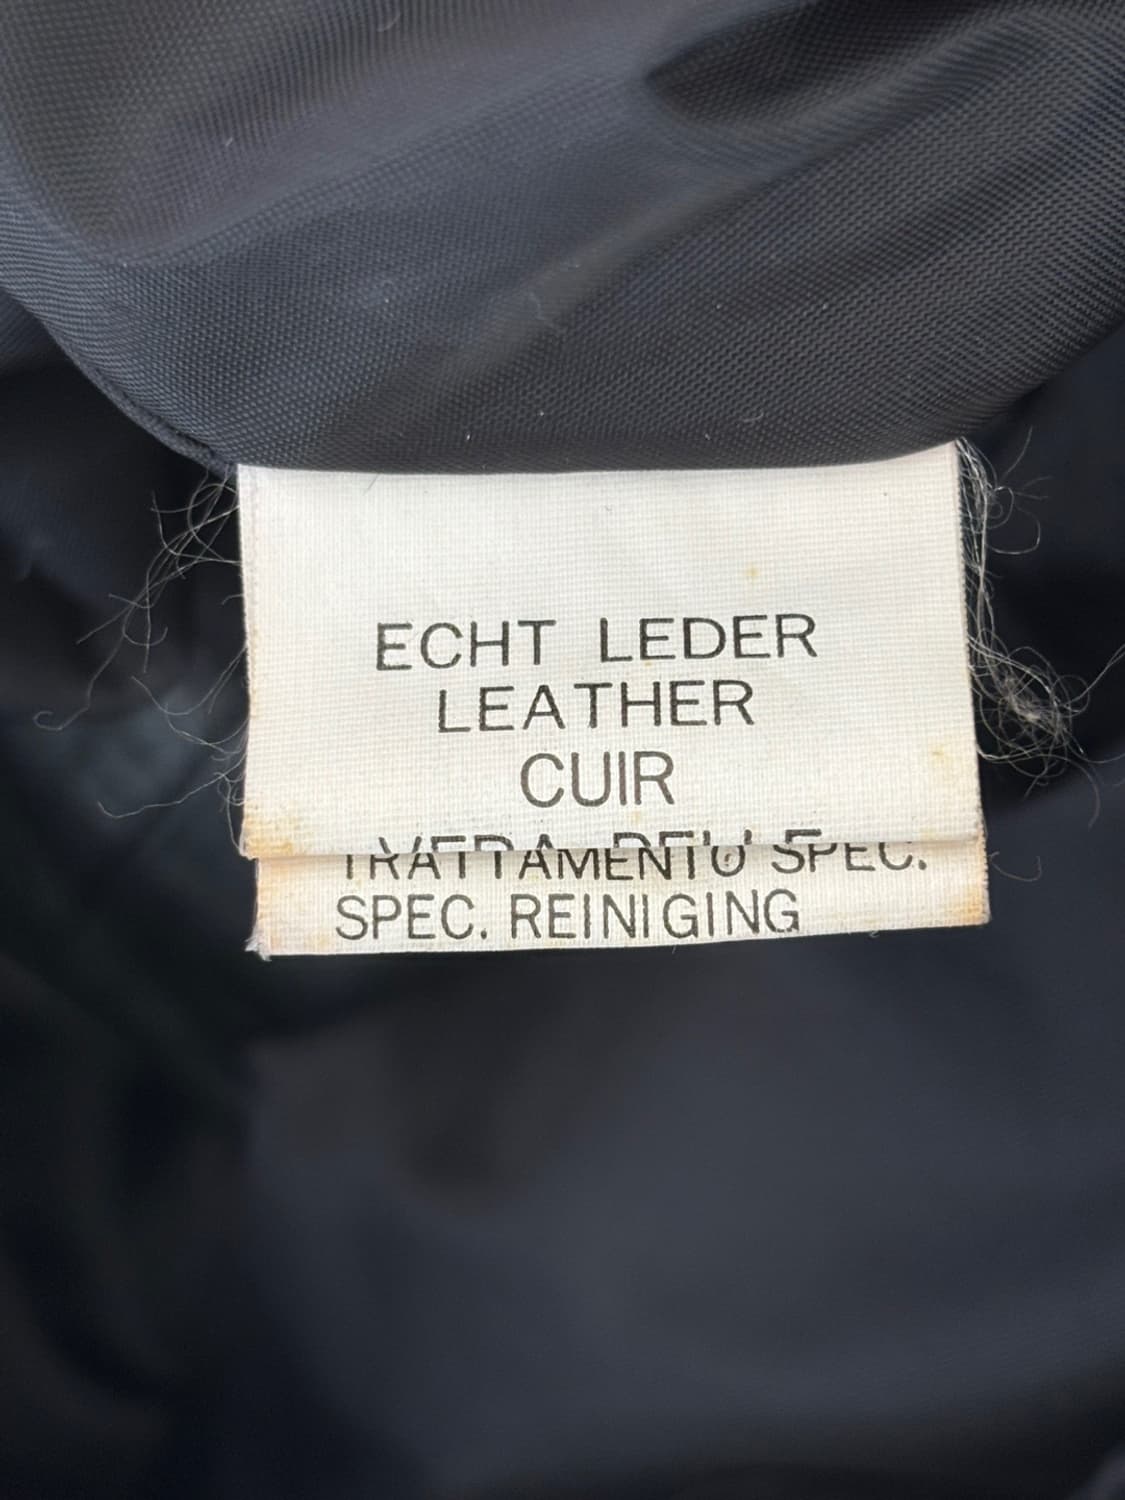 ECHT LEDER
LEATHER
CUIR
TRATTAMENTO SPEC.
SPEC. REINIGING